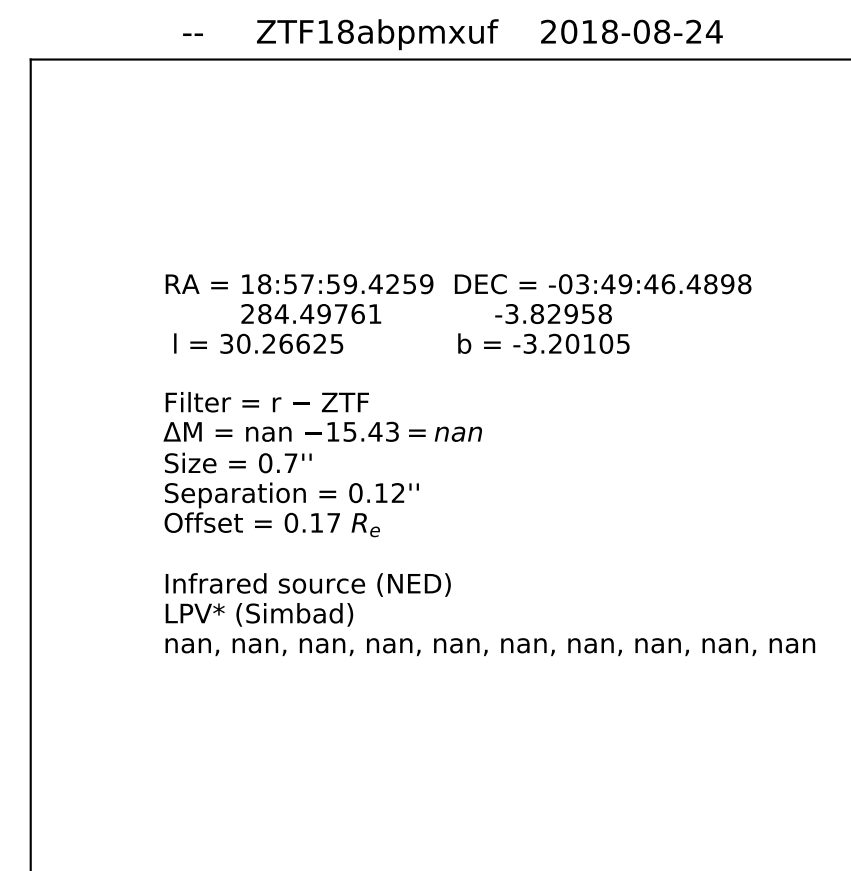 -- ZTF18abpmxuf 2018-08-24
RA = 18:57:59.4259 DEC = -03:49:46.4898
284.49761 -3.82958
l = 30.26625 b = -3.20105
Filter = r − ZTF
ΔM = nan −15.43 = nan
Size = 0.7''
Separation = 0.12''
Offset = 0.17 Rₑ
Infrared source (NED)
LPV* (Simbad)
nan, nan, nan, nan, nan, nan, nan, nan, nan, nan